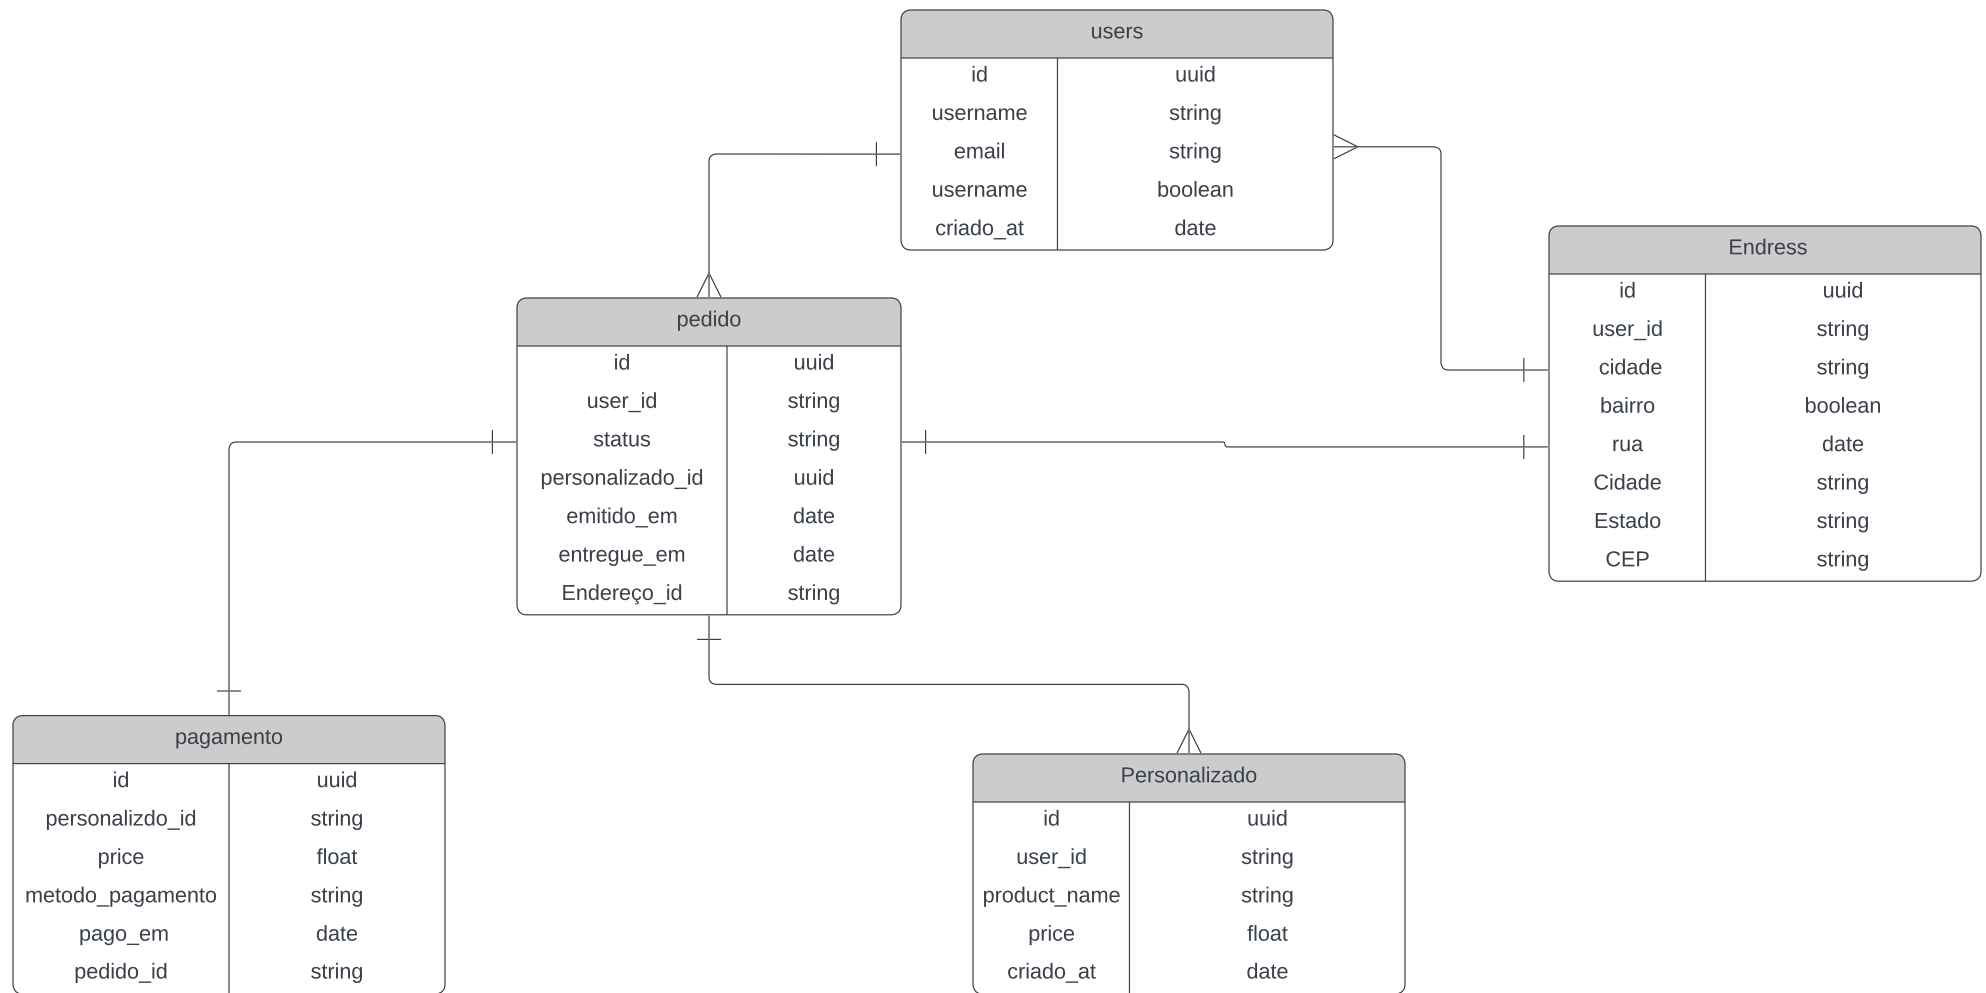 users
id uuid
username string
email string
username boolean
criado_at date
Endress
id uuid
user_id string
cidade string
bairro boolean
rua date
Cidade string
Estado string
CEP string
pedido
id uuid
user_id string
status string
personalizado_id uuid
emitido_em date
entregue_em date
Endereço_id string
pagamento
id uuid
personalizdo_id string
price float
metodo_pagamento string
pago_em date
pedido_id string
Personalizado
id uuid
user_id string
product_name string
price float
criado_at date